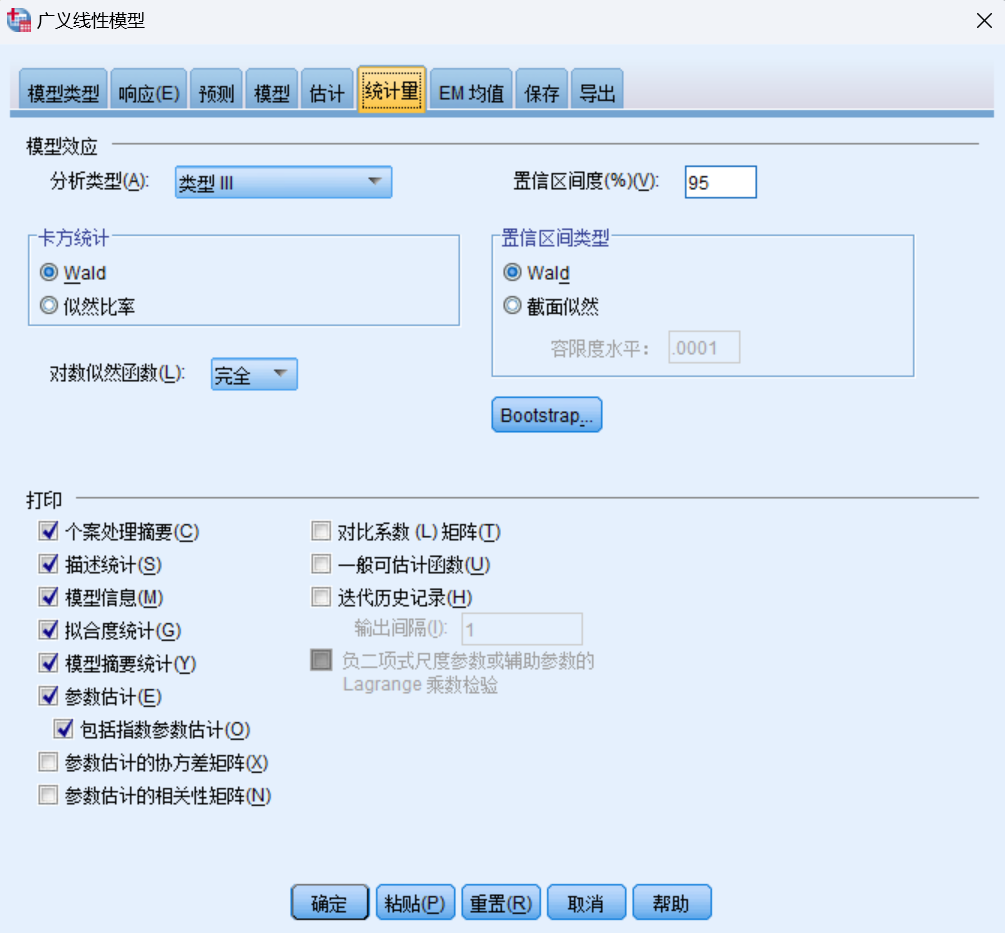 广义线性模型
模型类型 响应(E) 预测 模型 估计 统计量 EM 均值 保存 导出
模型效应
分析类型(A): 类型 III 置信区间度(%)(V): 95
卡方统计
Wald
似然比率
置信区间类型
Wald
截面似然
容限度水平: .0001
对数似然函数(L): 完全
Bootstrap...
打印
个案处理摘要(C)
描述统计(S)
模型信息(M)
拟合度统计(G)
模型摘要统计(Y)
参数估计(E)
包括指数参数估计(O)
参数估计的协方差矩阵(X)
参数估计的相关性矩阵(N)
对比系数 (L) 矩阵(T)
一般可估计函数(U)
迭代历史记录(H)
输出间隔(I): 1
负二项式尺度参数或辅助参数的
Lagrange 乘数检验
确定 粘贴(P) 重置(R) 取消 帮助